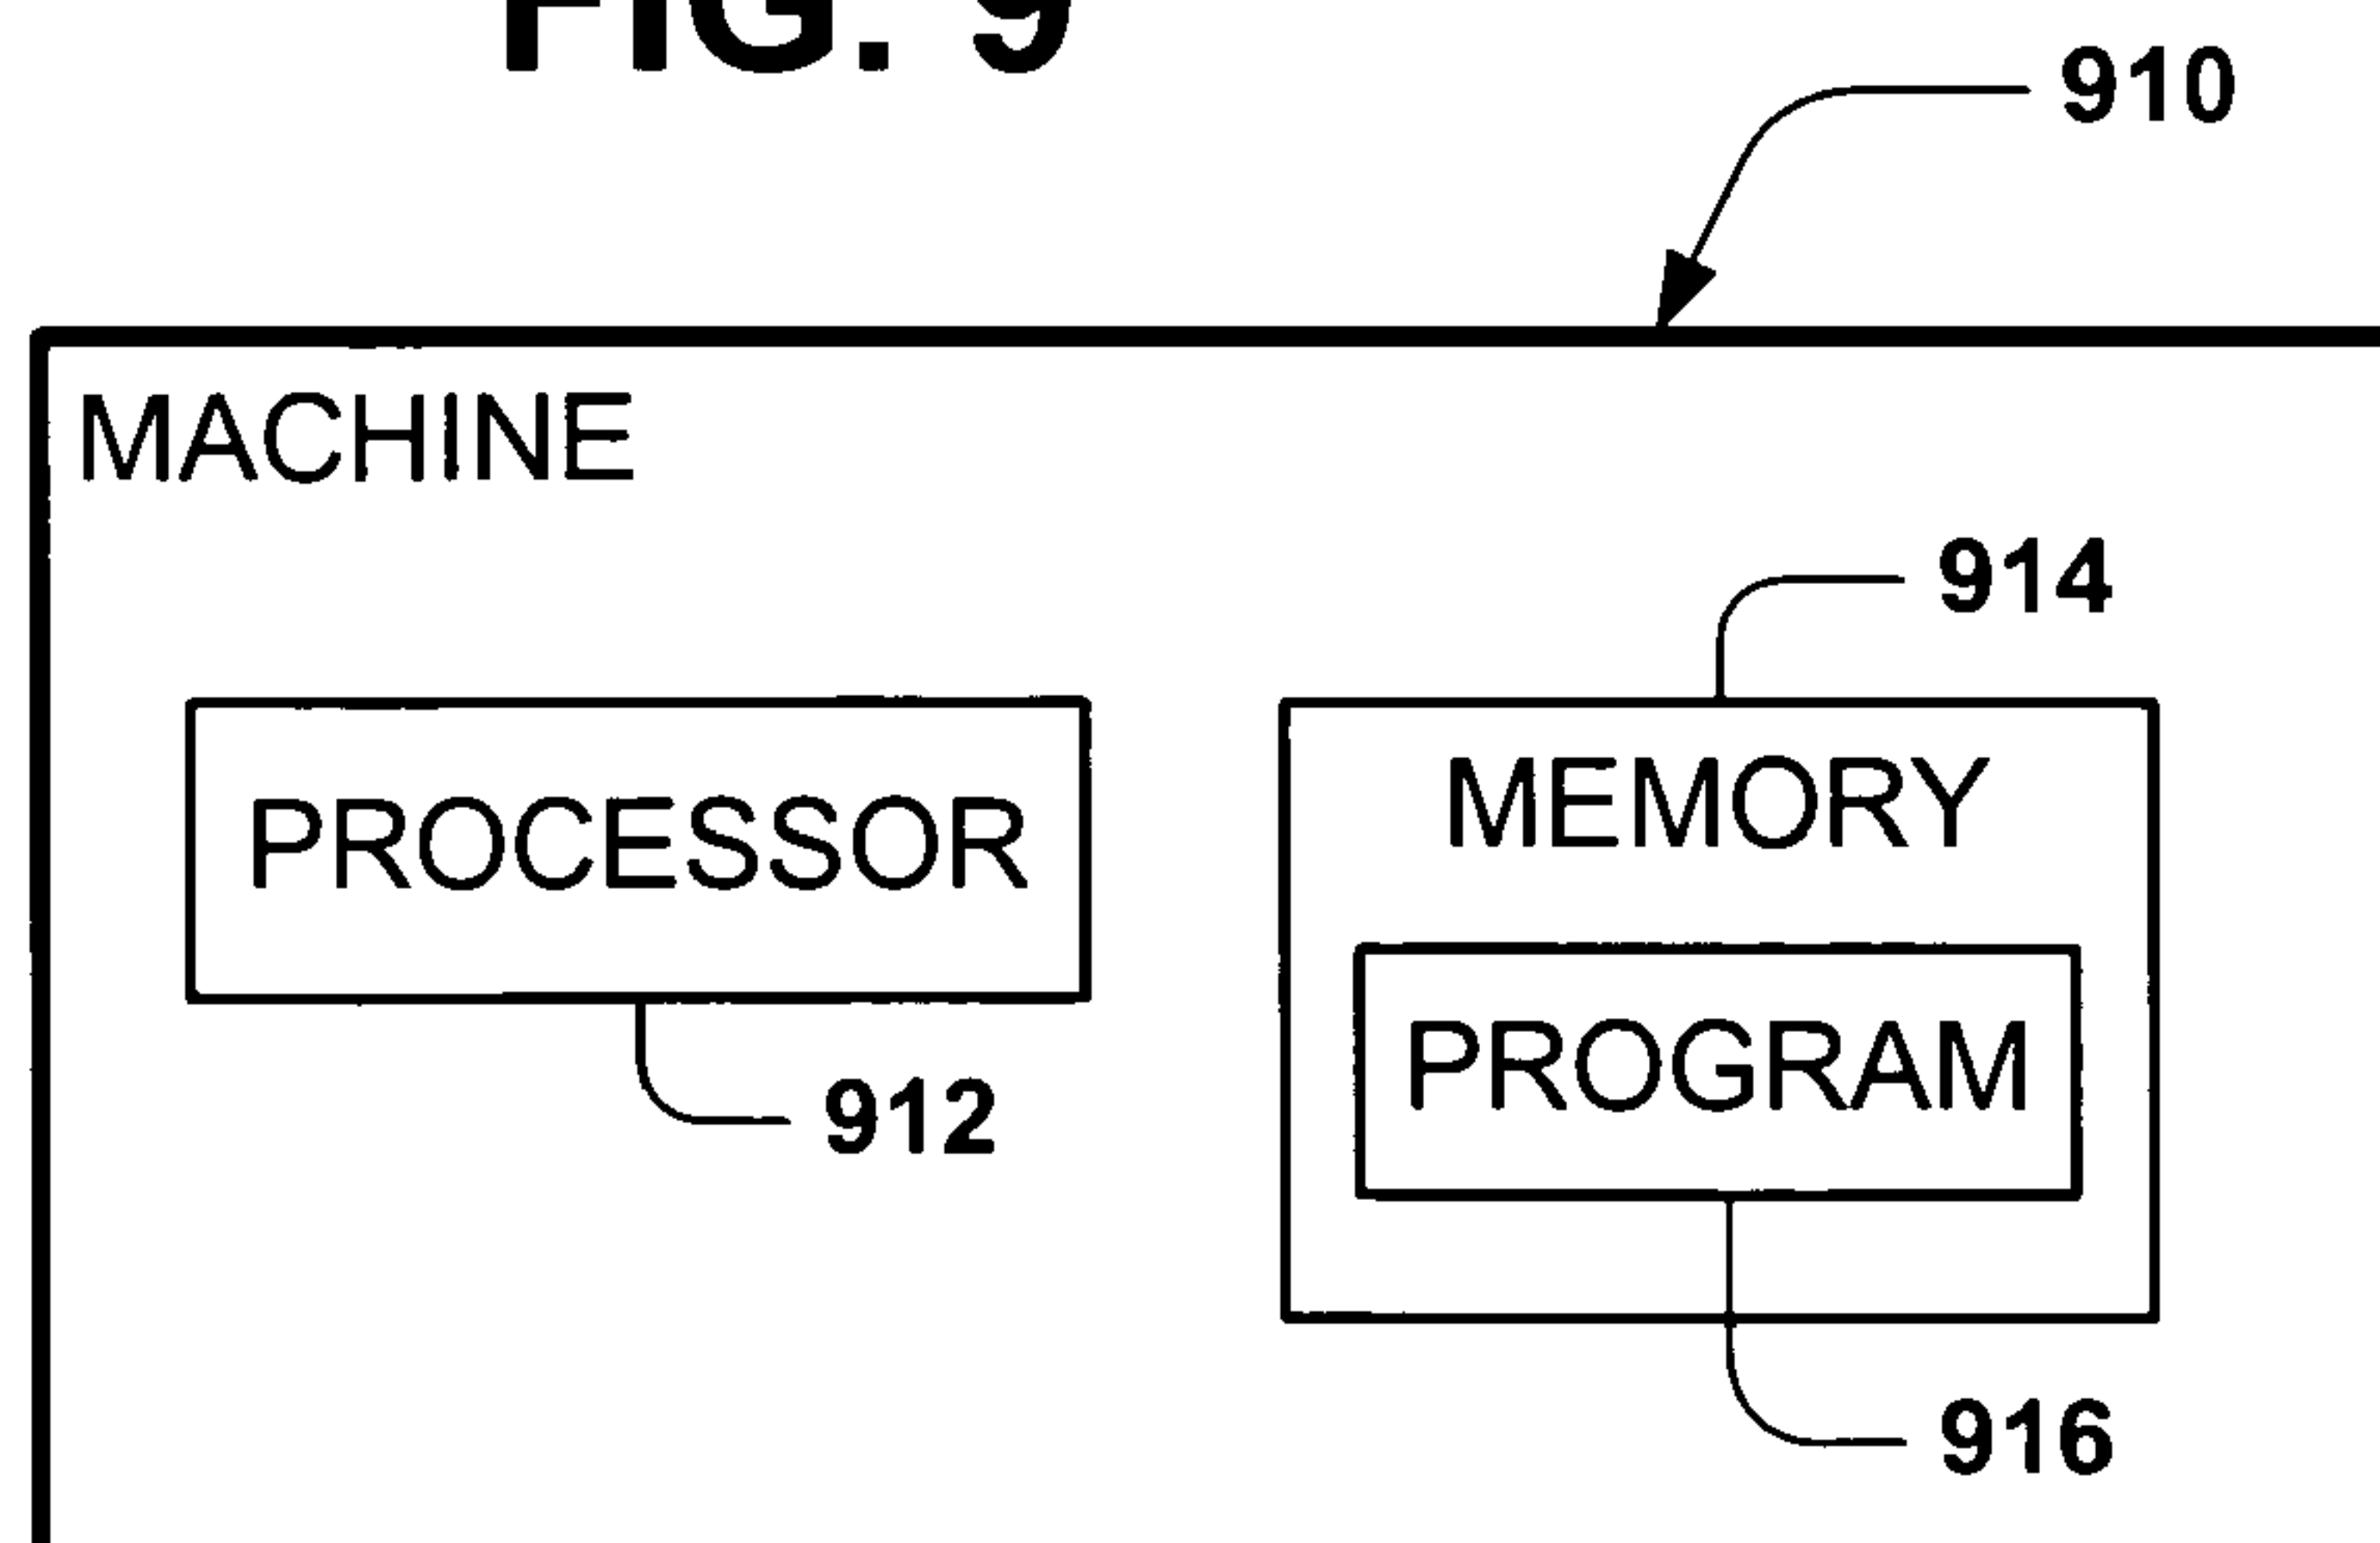 FIG. 9
910
MACHINE
914
PROCESSOR
MEMORY
PROGRAM
912
916